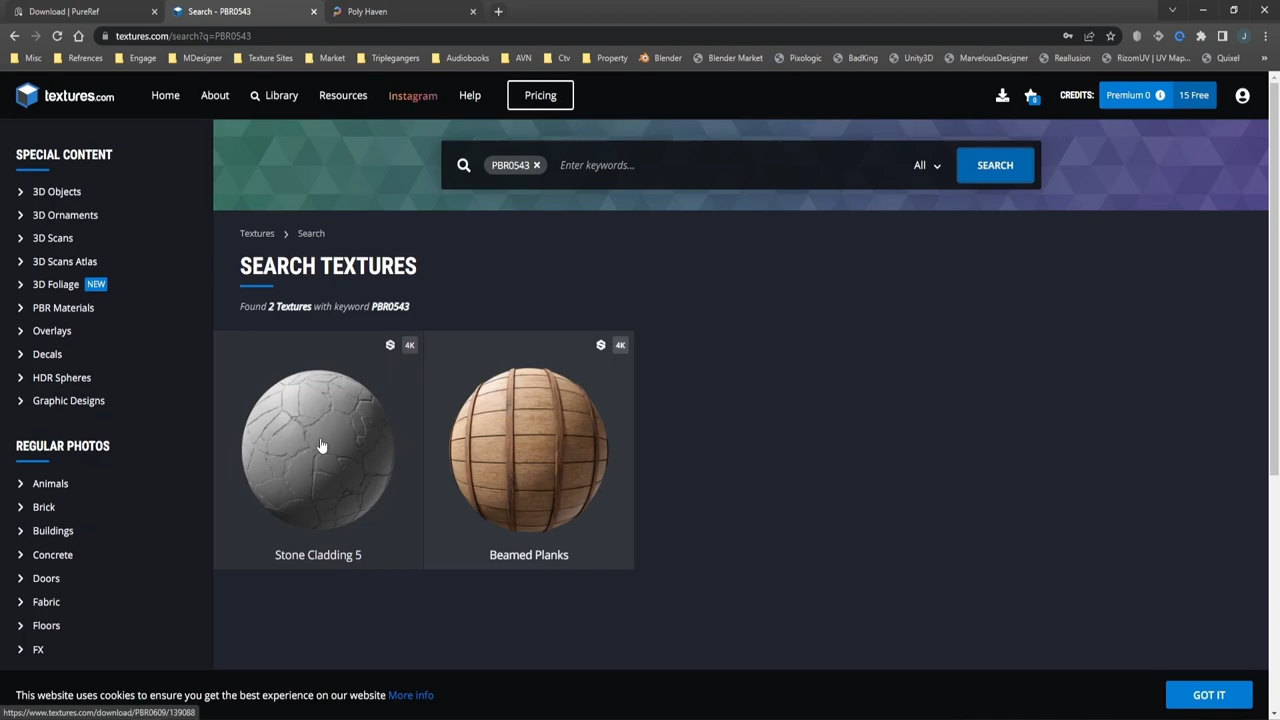 Download | PureRef
Search - PBR0543
Poly Haven
textures.com/search?q=PBR0543
Misc
Refrences
Engage
MDesigner
Texture Sites
Market
Triplegangers
Audiobooks
AVN
Ctv
Property
Blender
Blender Market
Pixologic
BadKing
Unity3D
MarvelousDesigner
Reallusion
RizomUV | UV Map...
Quixel
textures.com
Home
About
Library
Resources
Instagram
Help
Pricing
0
CREDITS:
Premium 0
15 Free
J
SPECIAL CONTENT
3D Objects
3D Ornaments
3D Scans
3D Scans Atlas
3D Foliage NEW
PBR Materials
Overlays
Decals
HDR Spheres
Graphic Designs
REGULAR PHOTOS
Animals
Brick
Buildings
Concrete
Doors
Fabric
Floors
FX
PBR0543
Enter keywords...
All
SEARCH
Textures > Search
SEARCH TEXTURES
Found 2 Textures with keyword PBR0543
4K
4K
Stone Cladding 5
Beamed Planks
This website uses cookies to ensure you get the best experience on our website More info
GOT IT
https://www.textures.com/download/PBR0609/139088